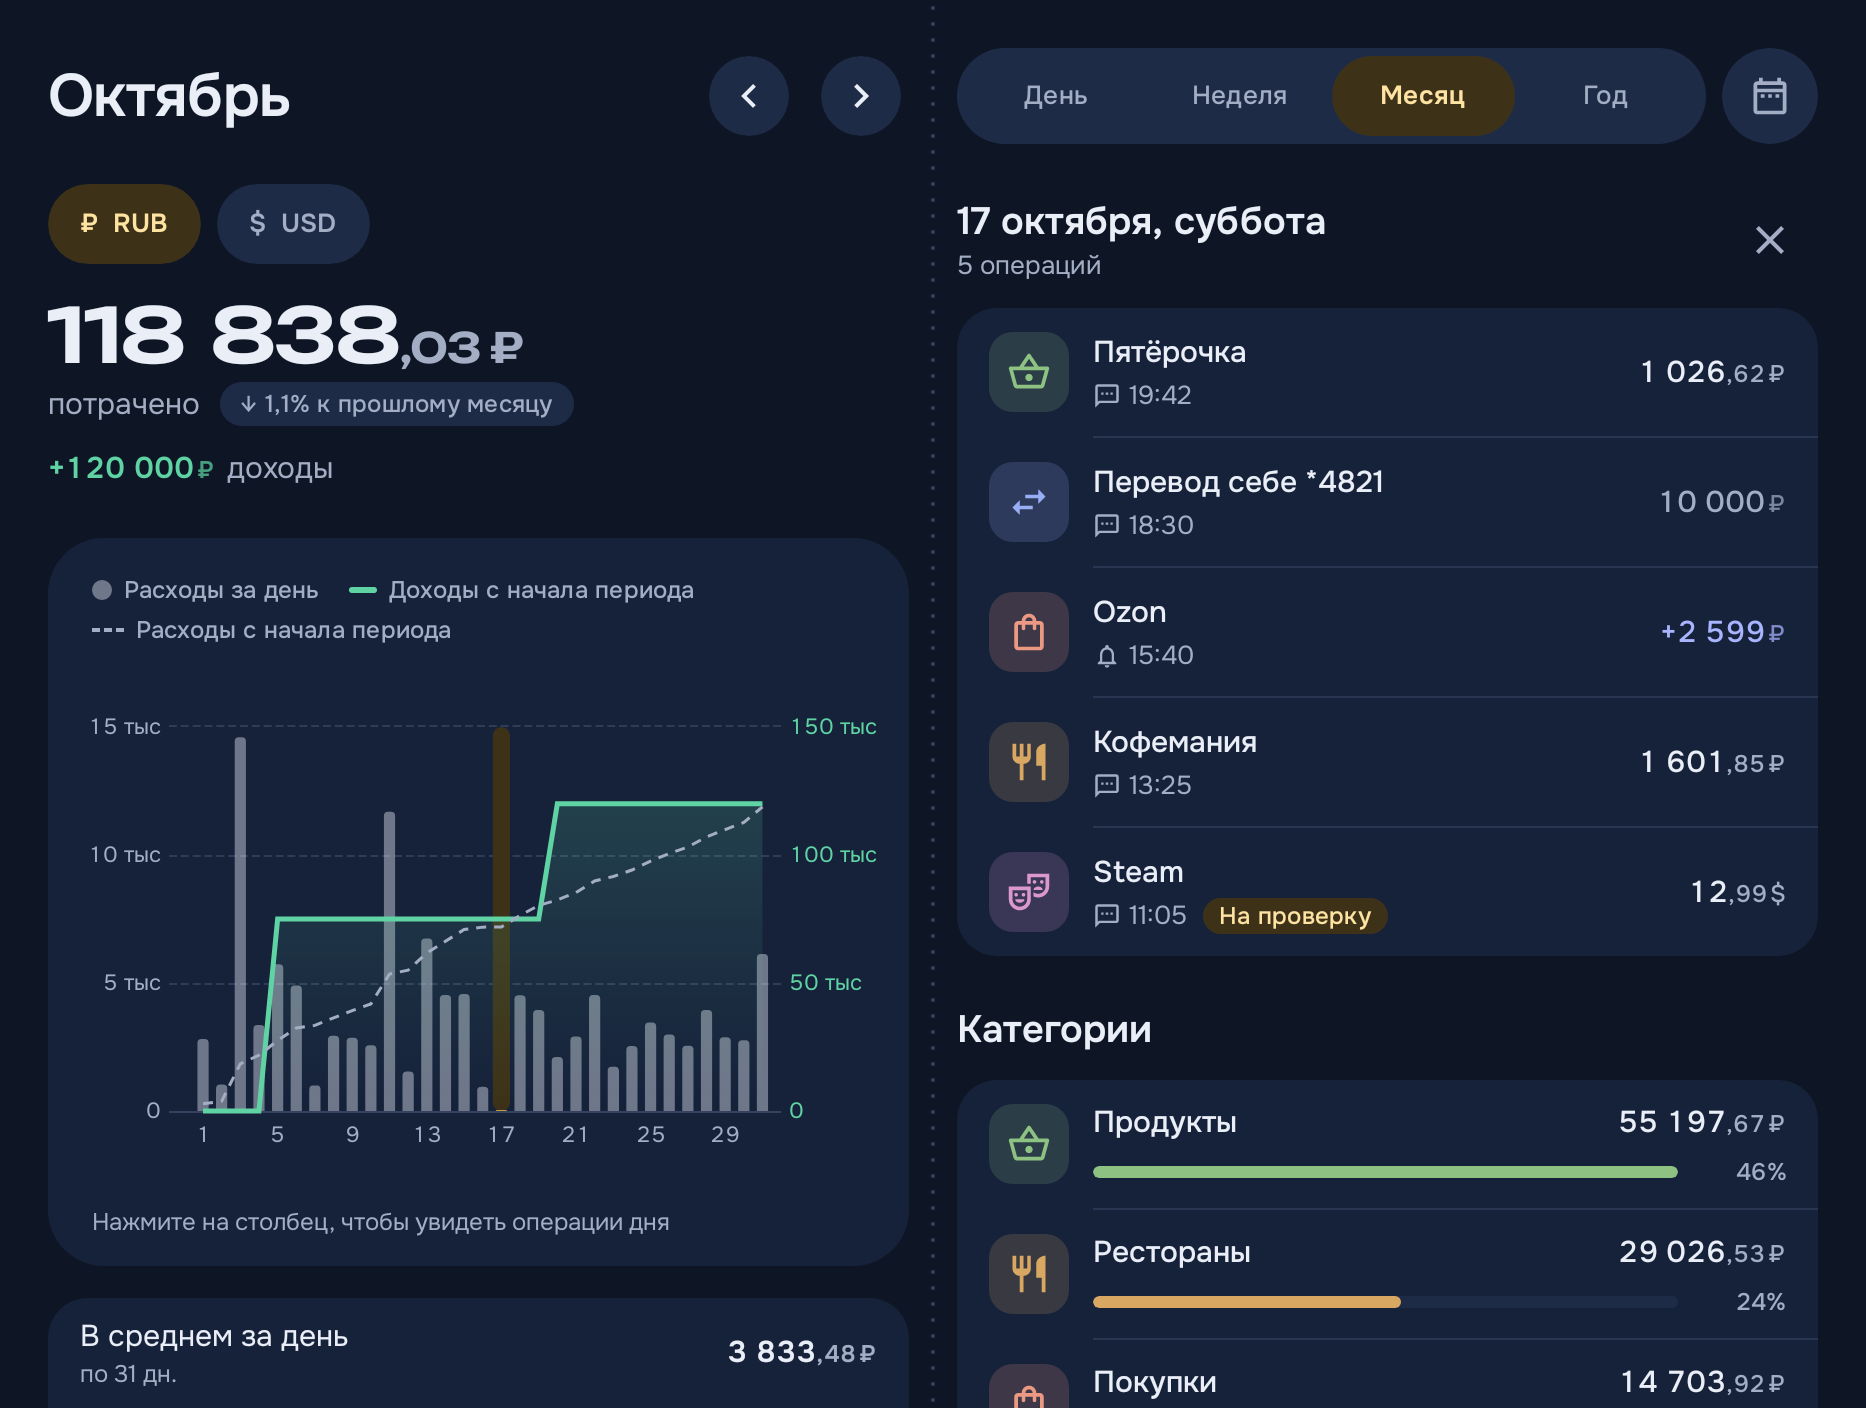 Октябрь
₽ RUB
$ USD
118 838,03 ₽
потрачено
↓ 1,1% к прошлому месяцу
+120 000 ₽ доходы
Расходы за день
Доходы с начала периода
Расходы с начала периода
15 тыс
150 тыс
10 тыс
100 тыс
5 тыс
50 тыс
0
0
1 5 9 13 17 21 25 29
Нажмите на столбец, чтобы увидеть операции дня
В среднем за день
по 31 дн.
3 833,48 ₽
День
Неделя
Месяц
Год
17 октября, суббота
5 операций
Пятёрочка
19:42
1 026,62 ₽
Перевод себе *4821
18:30
10 000 ₽
Ozon
15:40
+2 599 ₽
Кофемания
13:25
1 601,85 ₽
Steam
11:05
На проверку
12,99 $
Категории
Продукты
55 197,67 ₽
46%
Рестораны
29 026,53 ₽
24%
Покупки
14 703,92 ₽